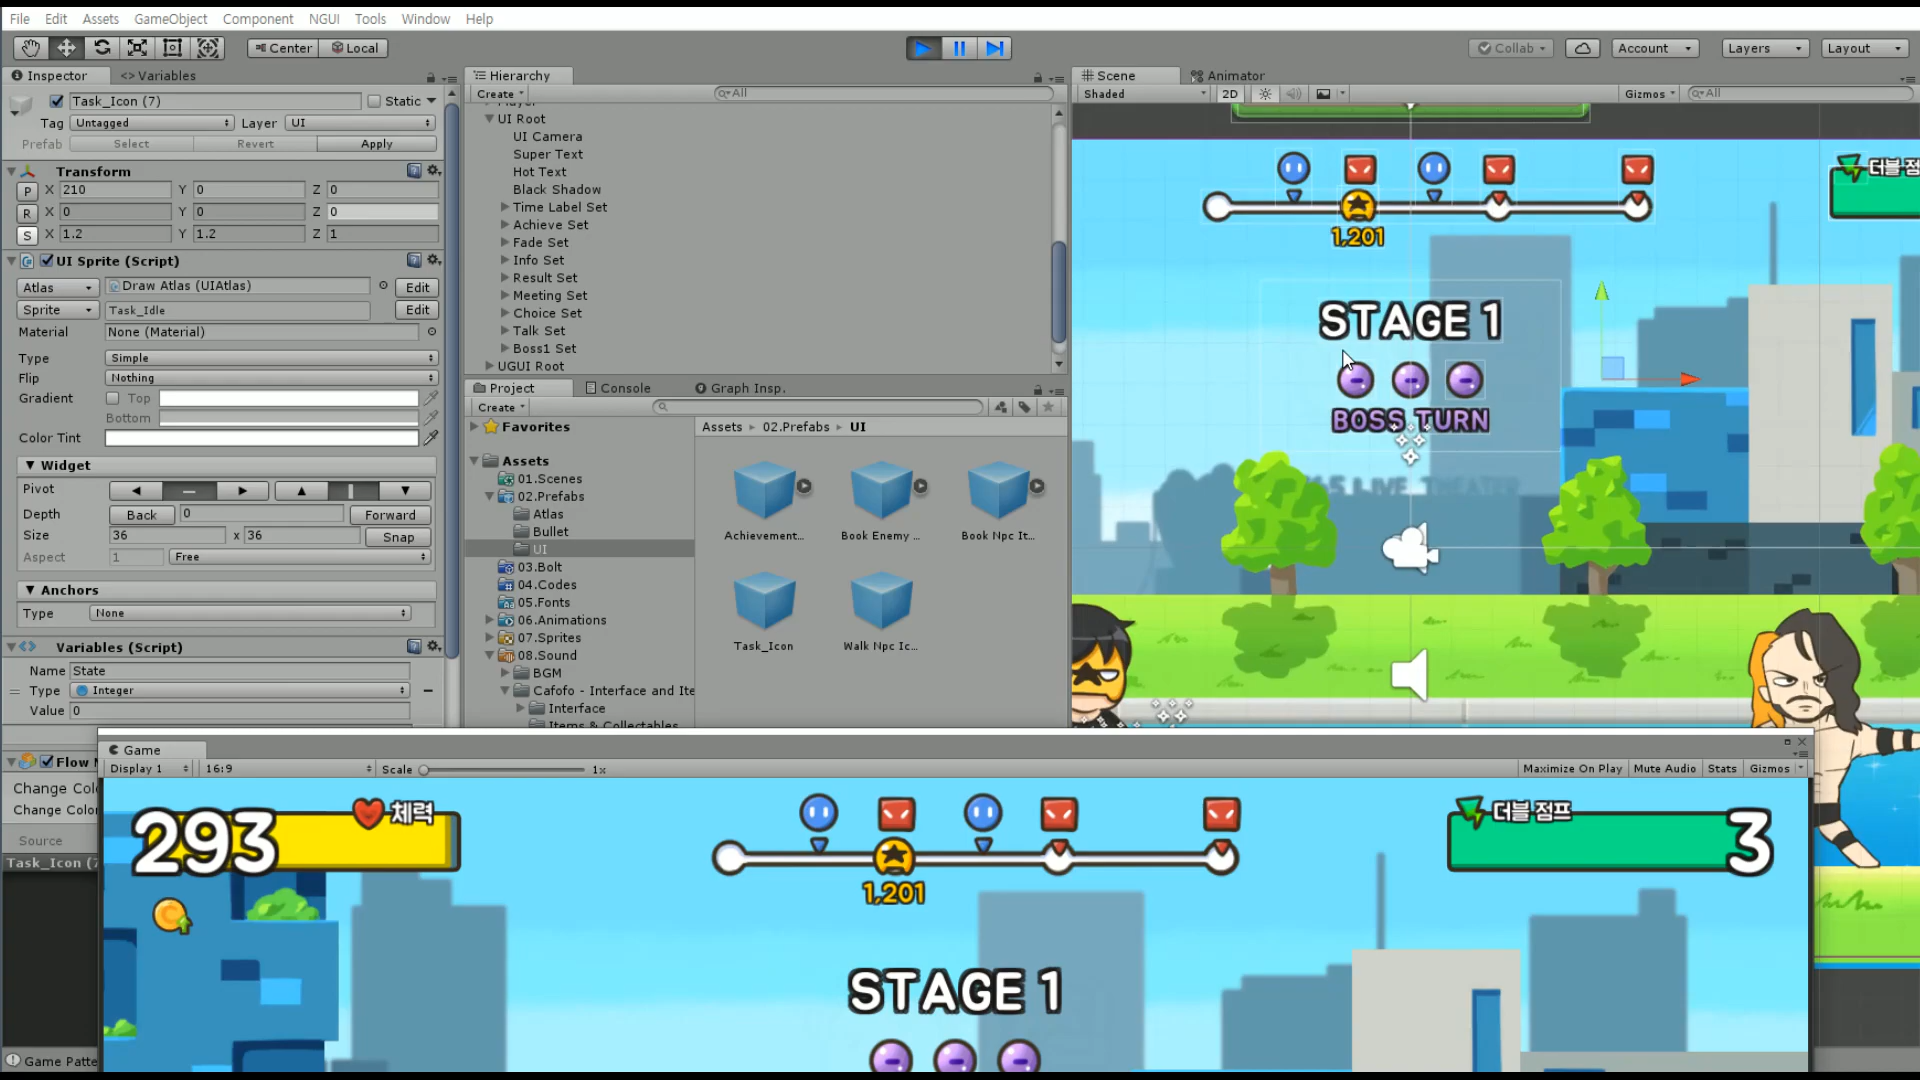 File Edit Assets GameObject Component NGUI Tools Window Help
Center Local
Collab Account Layers Layout
Inspector <> Variables
Task_Icon (7) Static
Tag Untagged Layer UI
Prefab Select Revert Apply
Transform
P X 210 Y 0 Z 0
R X 0 Y 0 Z 0
S X 1.2 Y 1.2 Z 1
UI Sprite (Script)
Atlas Draw Atlas (UIAtlas) Edit
Sprite Task_Idle Edit
Material None (Material)
Type Simple
Flip Nothing
Gradient Top
Bottom
Color Tint
Widget
Pivot
Depth Back 0 Forward
Size 36 x 36 Snap
Aspect 1 Free
Anchors
Type None
Variables (Script)
Name State
Type Integer
Value 0
Flow
Change Col
Change Color
Source
Task_Icon (7
Game Patte
Hierarchy
Create All
UI Root
UI Camera
Super Text
Hot Text
Black Shadow
Time Label Set
Achieve Set
Fade Set
Info Set
Result Set
Meeting Set
Choice Set
Talk Set
Boss1 Set
UGUI Root
Project Console Graph Insp.
Create
Favorites
Assets
01.Scenes
02.Prefabs
Atlas
Bullet
UI
03.Bolt
04.Codes
05.Fonts
06.Animations
07.Sprites
08.Sound
BGM
Cafofo - Interface and Ite
Interface
Items & Collectables
Assets 02.Prefabs UI
Achievement...
Book Enemy ...
Book Npc It...
Task_Icon
Walk Npc Ic...
Scene Animator
Shaded 2D Gizmos All
더블 점
1,201
STAGE 1
BOSS TURN
LIVE THEATER
Game
Display 1 16:9 Scale 1x Maximize On Play Mute Audio Stats Gizmos
293 체력
1,201
더블 점프 3
STAGE 1